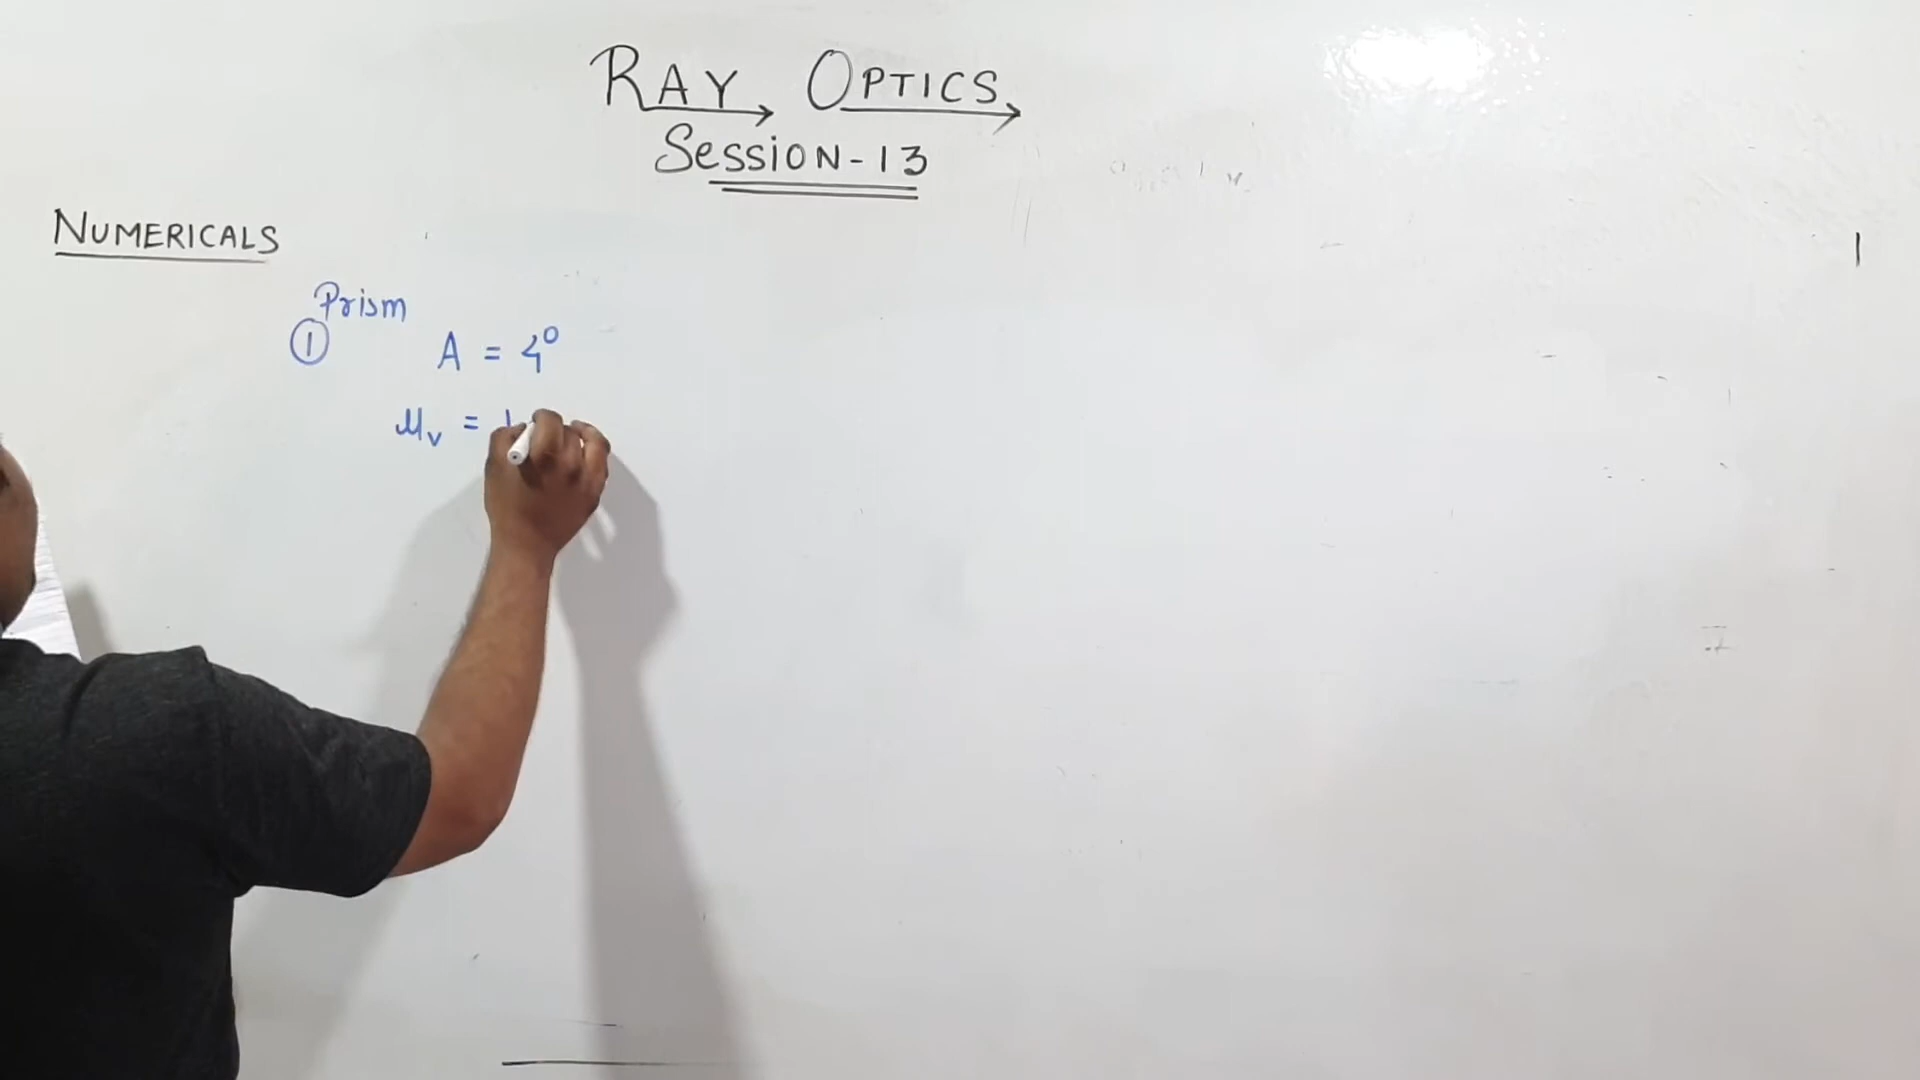 RAY OPTICS
SESSION-13
NUMERICALS
Prism
① A = 4°
μᵥ =